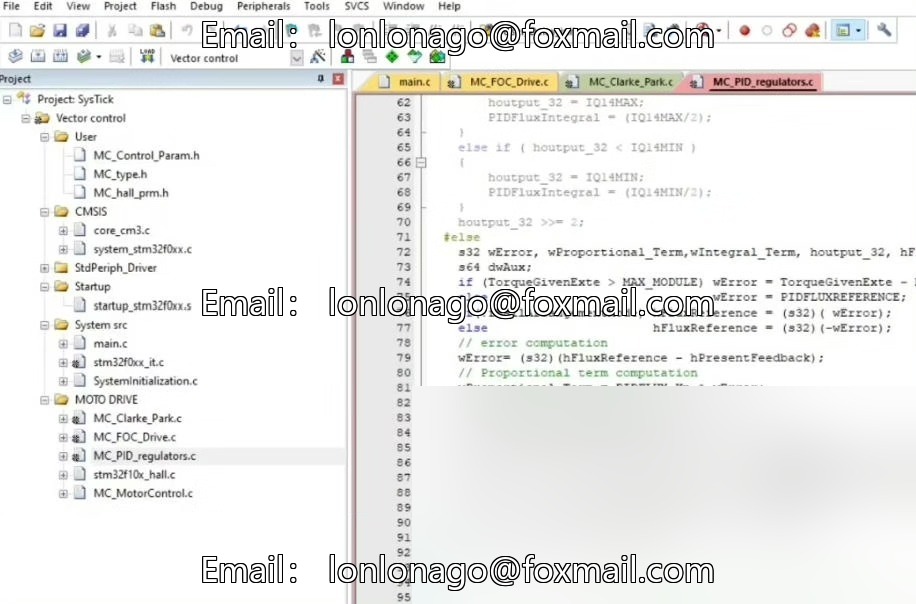 File Edit View Project Flash Debug Peripherals Tools SVCS Window Help
Email: lonlonago@foxmail.com
LOAD Vector control
Project
main.c MC_FOC_Drive.c MC_Clarke_Park.c MC_PID_regulators.c
Project: SysTick
Vector control
User
MC_Control_Param.h
MC_type.h
MC_hall_prm.h
CMSIS
core_cm3.c
system_stm32f0xx.c
StdPeriph_Driver
Startup
startup_stm32f0xx.s
System src
main.c
stm32f0xx_it.c
SystemInitialization.c
MOTO DRIVE
MC_Clarke_Park.c
MC_FOC_Drive.c
MC_PID_regulators.c
stm32f10x_hall.c
MC_MotorControl.c
62 houtput_32 = IQ14MAX;
63 PIDFluxIntegral = (IQ14MAX/2);
64 }
65 else if ( houtput_32 < IQ14MIN )
66 {
67 houtput_32 = IQ14MIN;
68 PIDFluxIntegral = (IQ14MIN/2);
69 }
70 houtput_32 >>= 2;
71 #else
72 s32 wError, wProportional_Term,wIntegral_Term, houtput_32, hF
73 s64 dwAux;
74 if (TorqueGivenExte > MAX_MODULE) wError = TorqueGivenExte -
wError = PIDFLUXREFERENCE;
Email: lonlonago@foxmail.com
= (s32)( wError);
77 else hFluxReference = (s32)(-wError);
78 // error computation
79 wError= (s32)(hFluxReference - hPresentFeedback);
80 // Proportional term computation
81
82
83
84
85
86
87
88
89
90
91
92
Email: lonlonago@foxmail.com
95